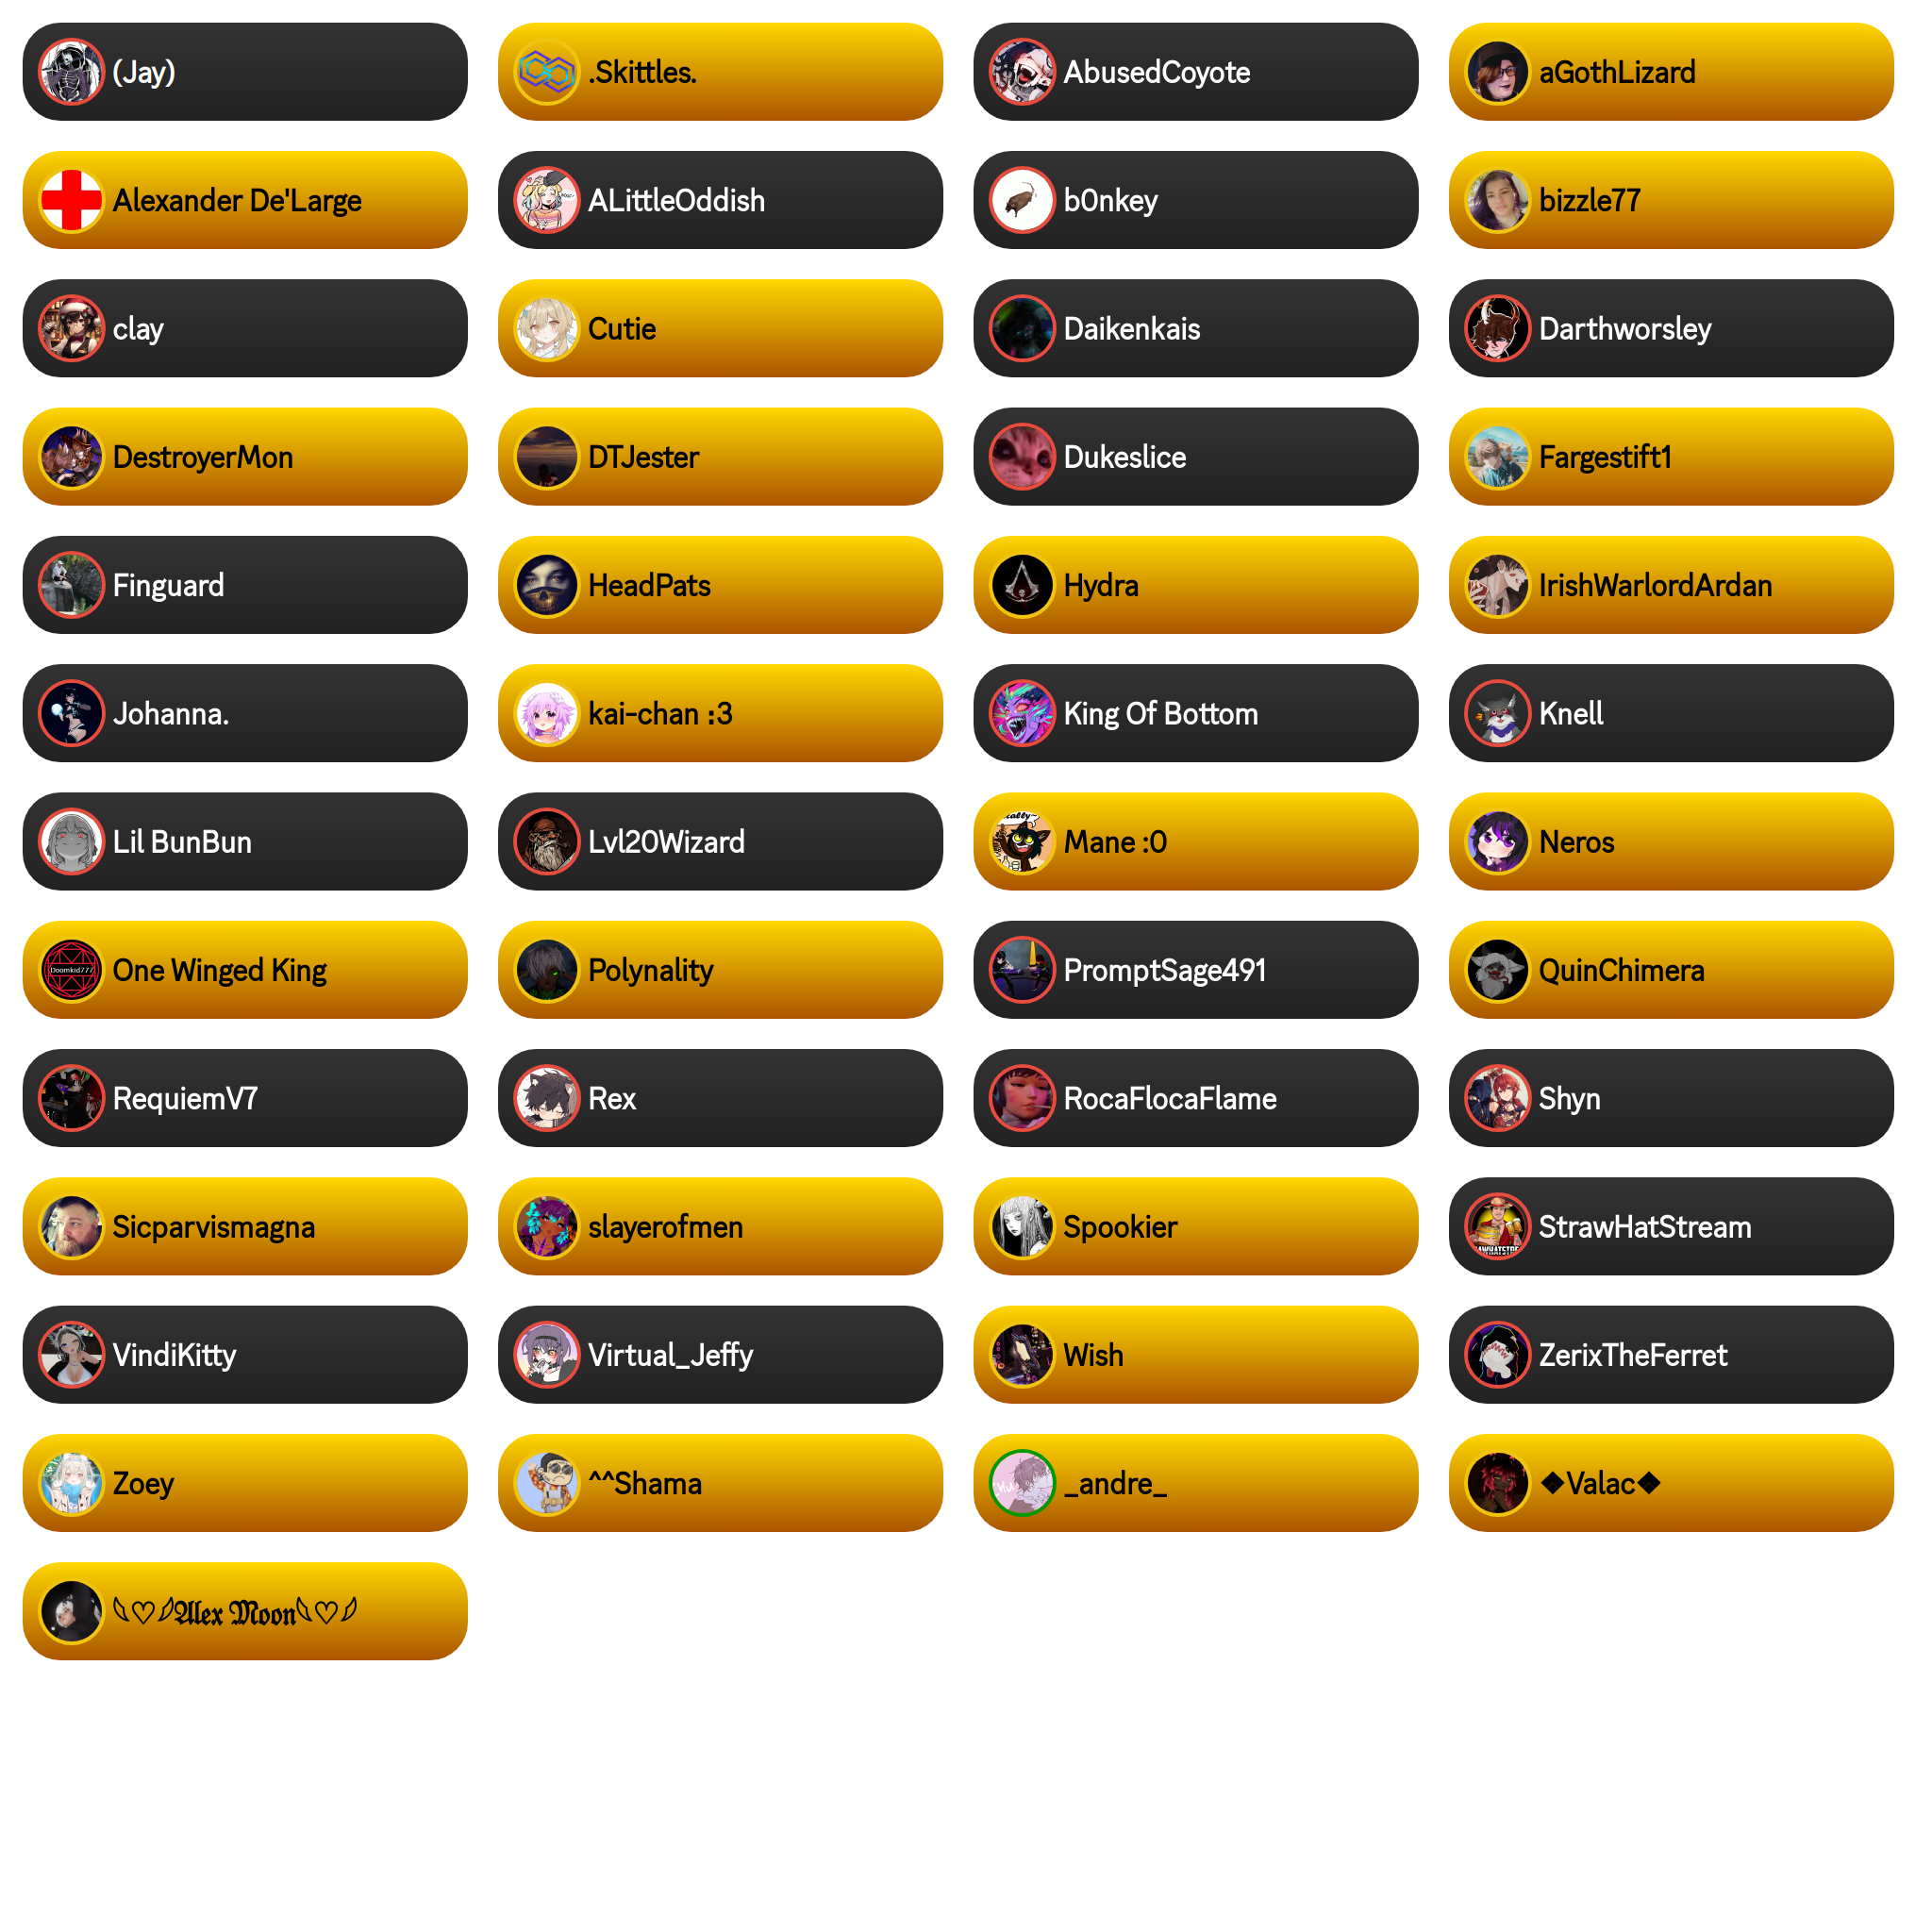 (Jay)
.Skittles.
AbusedCoyote
aGothLizard
Alexander De'Large
ALittleOddish
b0nkey
bizzle77
clay
Cutie
Daikenkais
Darthworsley
DestroyerMon
DTJester
Dukeslice
Fargestift1
Finguard
HeadPats
Hydra
IrishWarlordArdan
Johanna.
kai-chan :3
King Of Bottom
Knell
Lil BunBun
Lvl20Wizard
Mane :0
Neros
Doomkid777
One Winged King
Polynality
PromptSage491
QuinChimera
RequiemV7
Rex
RocaFlocaFlame
Shyn
Sicparvismagna
slayerofmen
Spookier
StrawHatStream
VindiKitty
Virtual_Jeffy
Wish
ZerixTheFerret
Zoey
^^Shama
_andre_
❖Valac❖
𓆩♡𓆪𝕬𝖑𝖊𝖝 𝕸𝖔𝖔𝖓𓆩♡𓆪